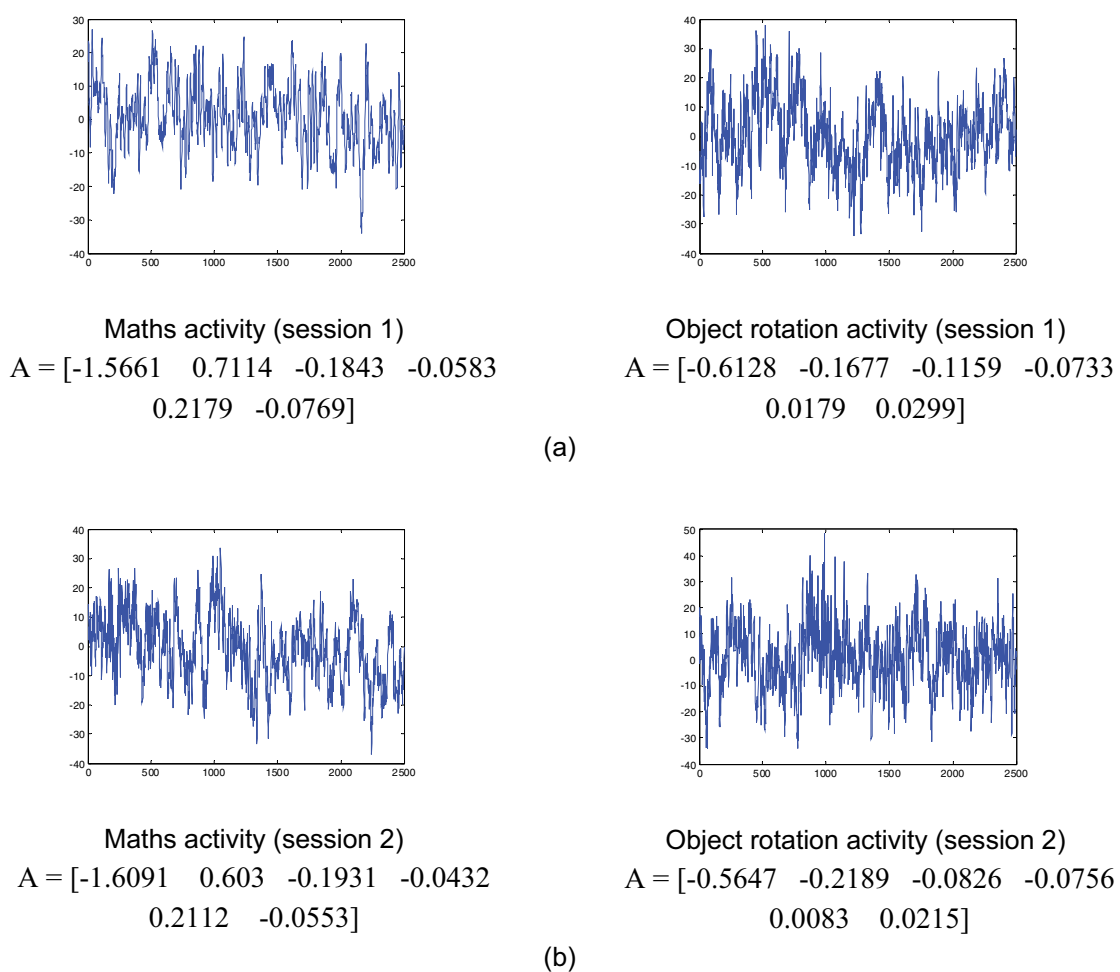 30
20
10
0
-10
-20
-30
-40
0 500 1000 1500 2000 2500
40
30
20
10
0
-10
-20
-30
-40
0 500 1000 1500 2000 2500
Maths activity (session 1)
A = [-1.5661 0.7114 -0.1843 -0.0583
0.2179 -0.0769]
Object rotation activity (session 1)
A = [-0.6128 -0.1677 -0.1159 -0.0733
0.0179 0.0299]
(a)
40
30
20
10
0
-10
-20
-30
-40
0 500 1000 1500 2000 2500
50
40
30
20
10
0
-10
-20
-30
-40
0 500 1000 1500 2000 2500
Maths activity (session 2)
A = [-1.6091 0.603 -0.1931 -0.0432
0.2112 -0.0553]
Object rotation activity (session 2)
A = [-0.5647 -0.2189 -0.0826 -0.0756
0.0083 0.0215]
(b)